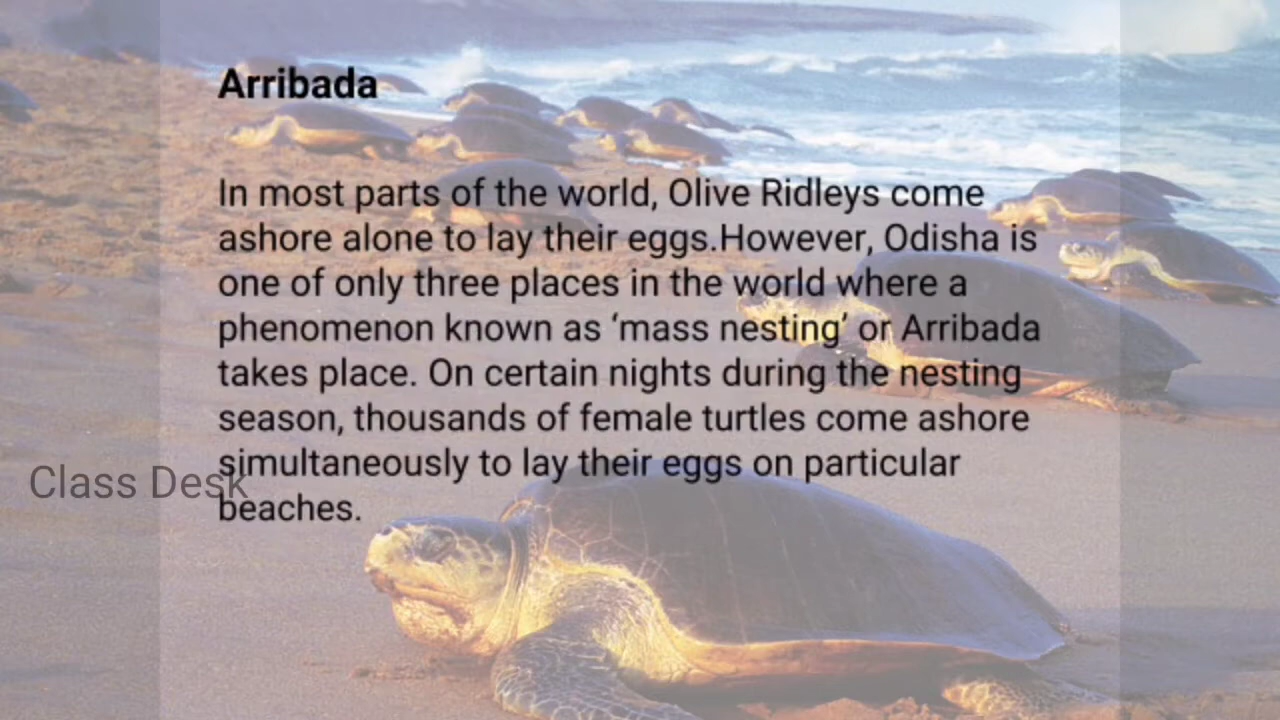 Arribada
In most parts of the world, Olive Ridleys come
ashore alone to lay their eggs.However, Odisha is
one of only three places in the world where a
phenomenon known as ‘mass nesting’ or Arribada
takes place. On certain nights during the nesting
season, thousands of female turtles come ashore
simultaneously to lay their eggs on particular
beaches.
Class Desk